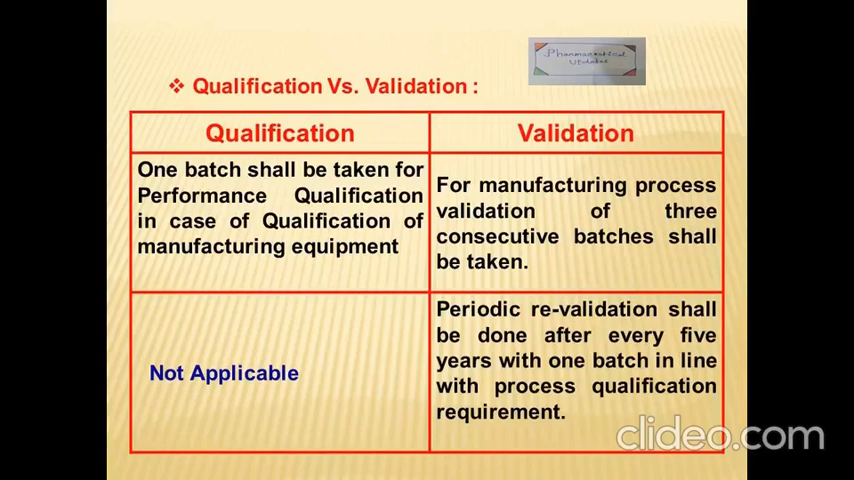 Pharmaceutical
Updates
❖ Qualification Vs. Validation :
Qualification
Validation
One batch shall be taken for
Performance Qualification
in case of Qualification of
manufacturing equipment
For manufacturing process
validation of three
consecutive batches shall
be taken.
Not Applicable
Periodic re-validation shall
be done after every five
years with one batch in line
with process qualification
requirement.
clideo.com